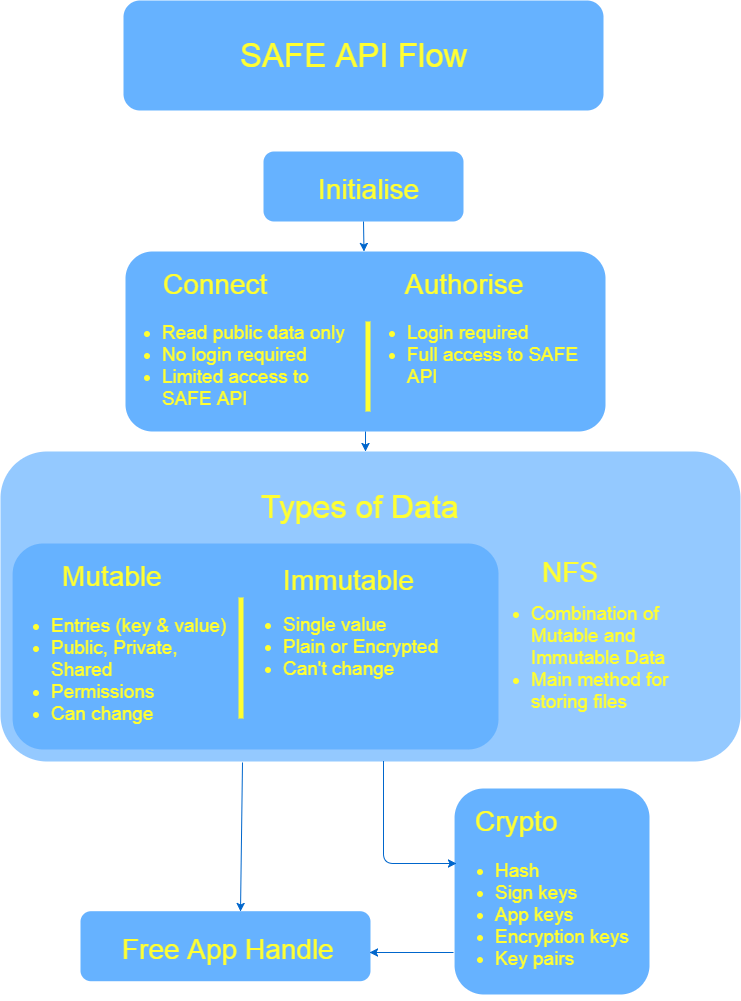 SAFE API Flow
Initialise
Connect
• Read public data only
• No login required
• Limited access to
SAFE API
Authorise
• Login required
• Full access to SAFE
API
Types of Data
Mutable
• Entries (key & value)
• Public, Private,
Shared
• Permissions
• Can change
Immutable
• Single value
• Plain or Encrypted
• Can't change
NFS
• Combination of
Mutable and
Immutable Data
• Main method for
storing files
Crypto
• Hash
• Sign keys
• App keys
• Encryption keys
• Key pairs
Free App Handle